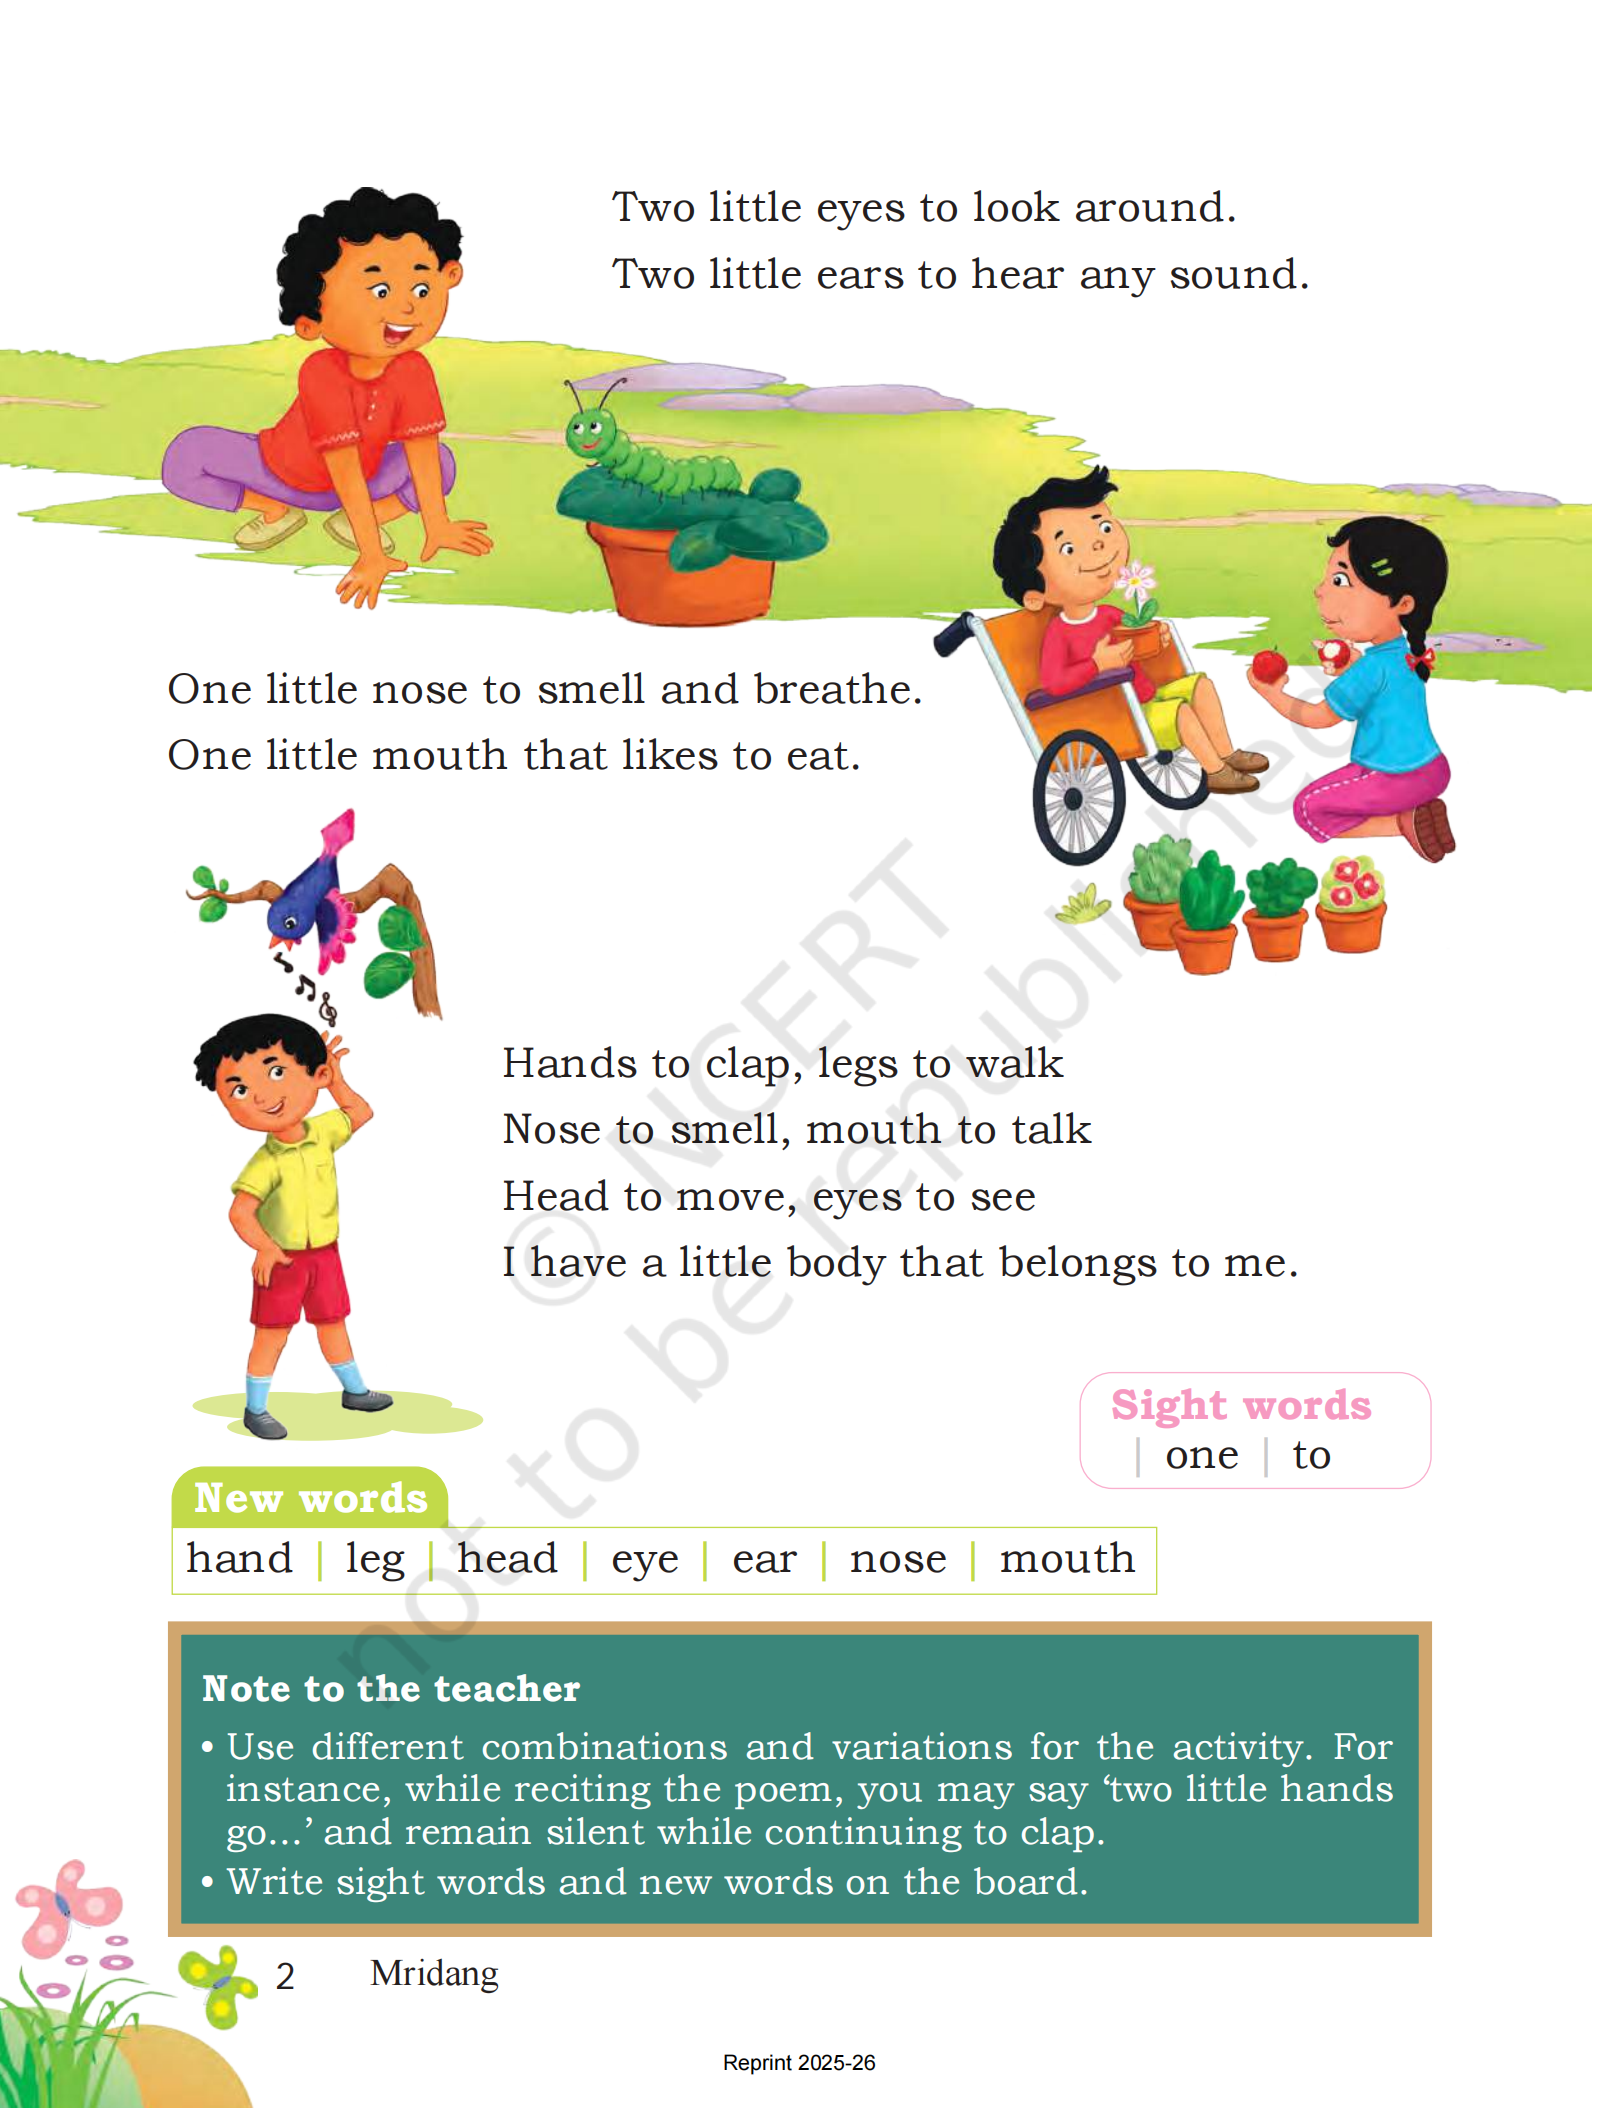 Two little eyes to look around.
Two little ears to hear any sound.
One little nose to smell and breathe.
One little mouth that likes to eat.
Hands to clap, legs to walk
Nose to smell, mouth to talk
Head to move, eyes to see
I have a little body that belongs to me.
Sight words
| one | to
New words
hand | leg | head | eye | ear | nose | mouth
Note to the teacher
• Use different combinations and variations for the activity. For
instance, while reciting the poem, you may say ‘two little hands
go...’ and remain silent while continuing to clap.
• Write sight words and new words on the board.
2 Mridang
Reprint 2025-26
© NCERT
not to be republished